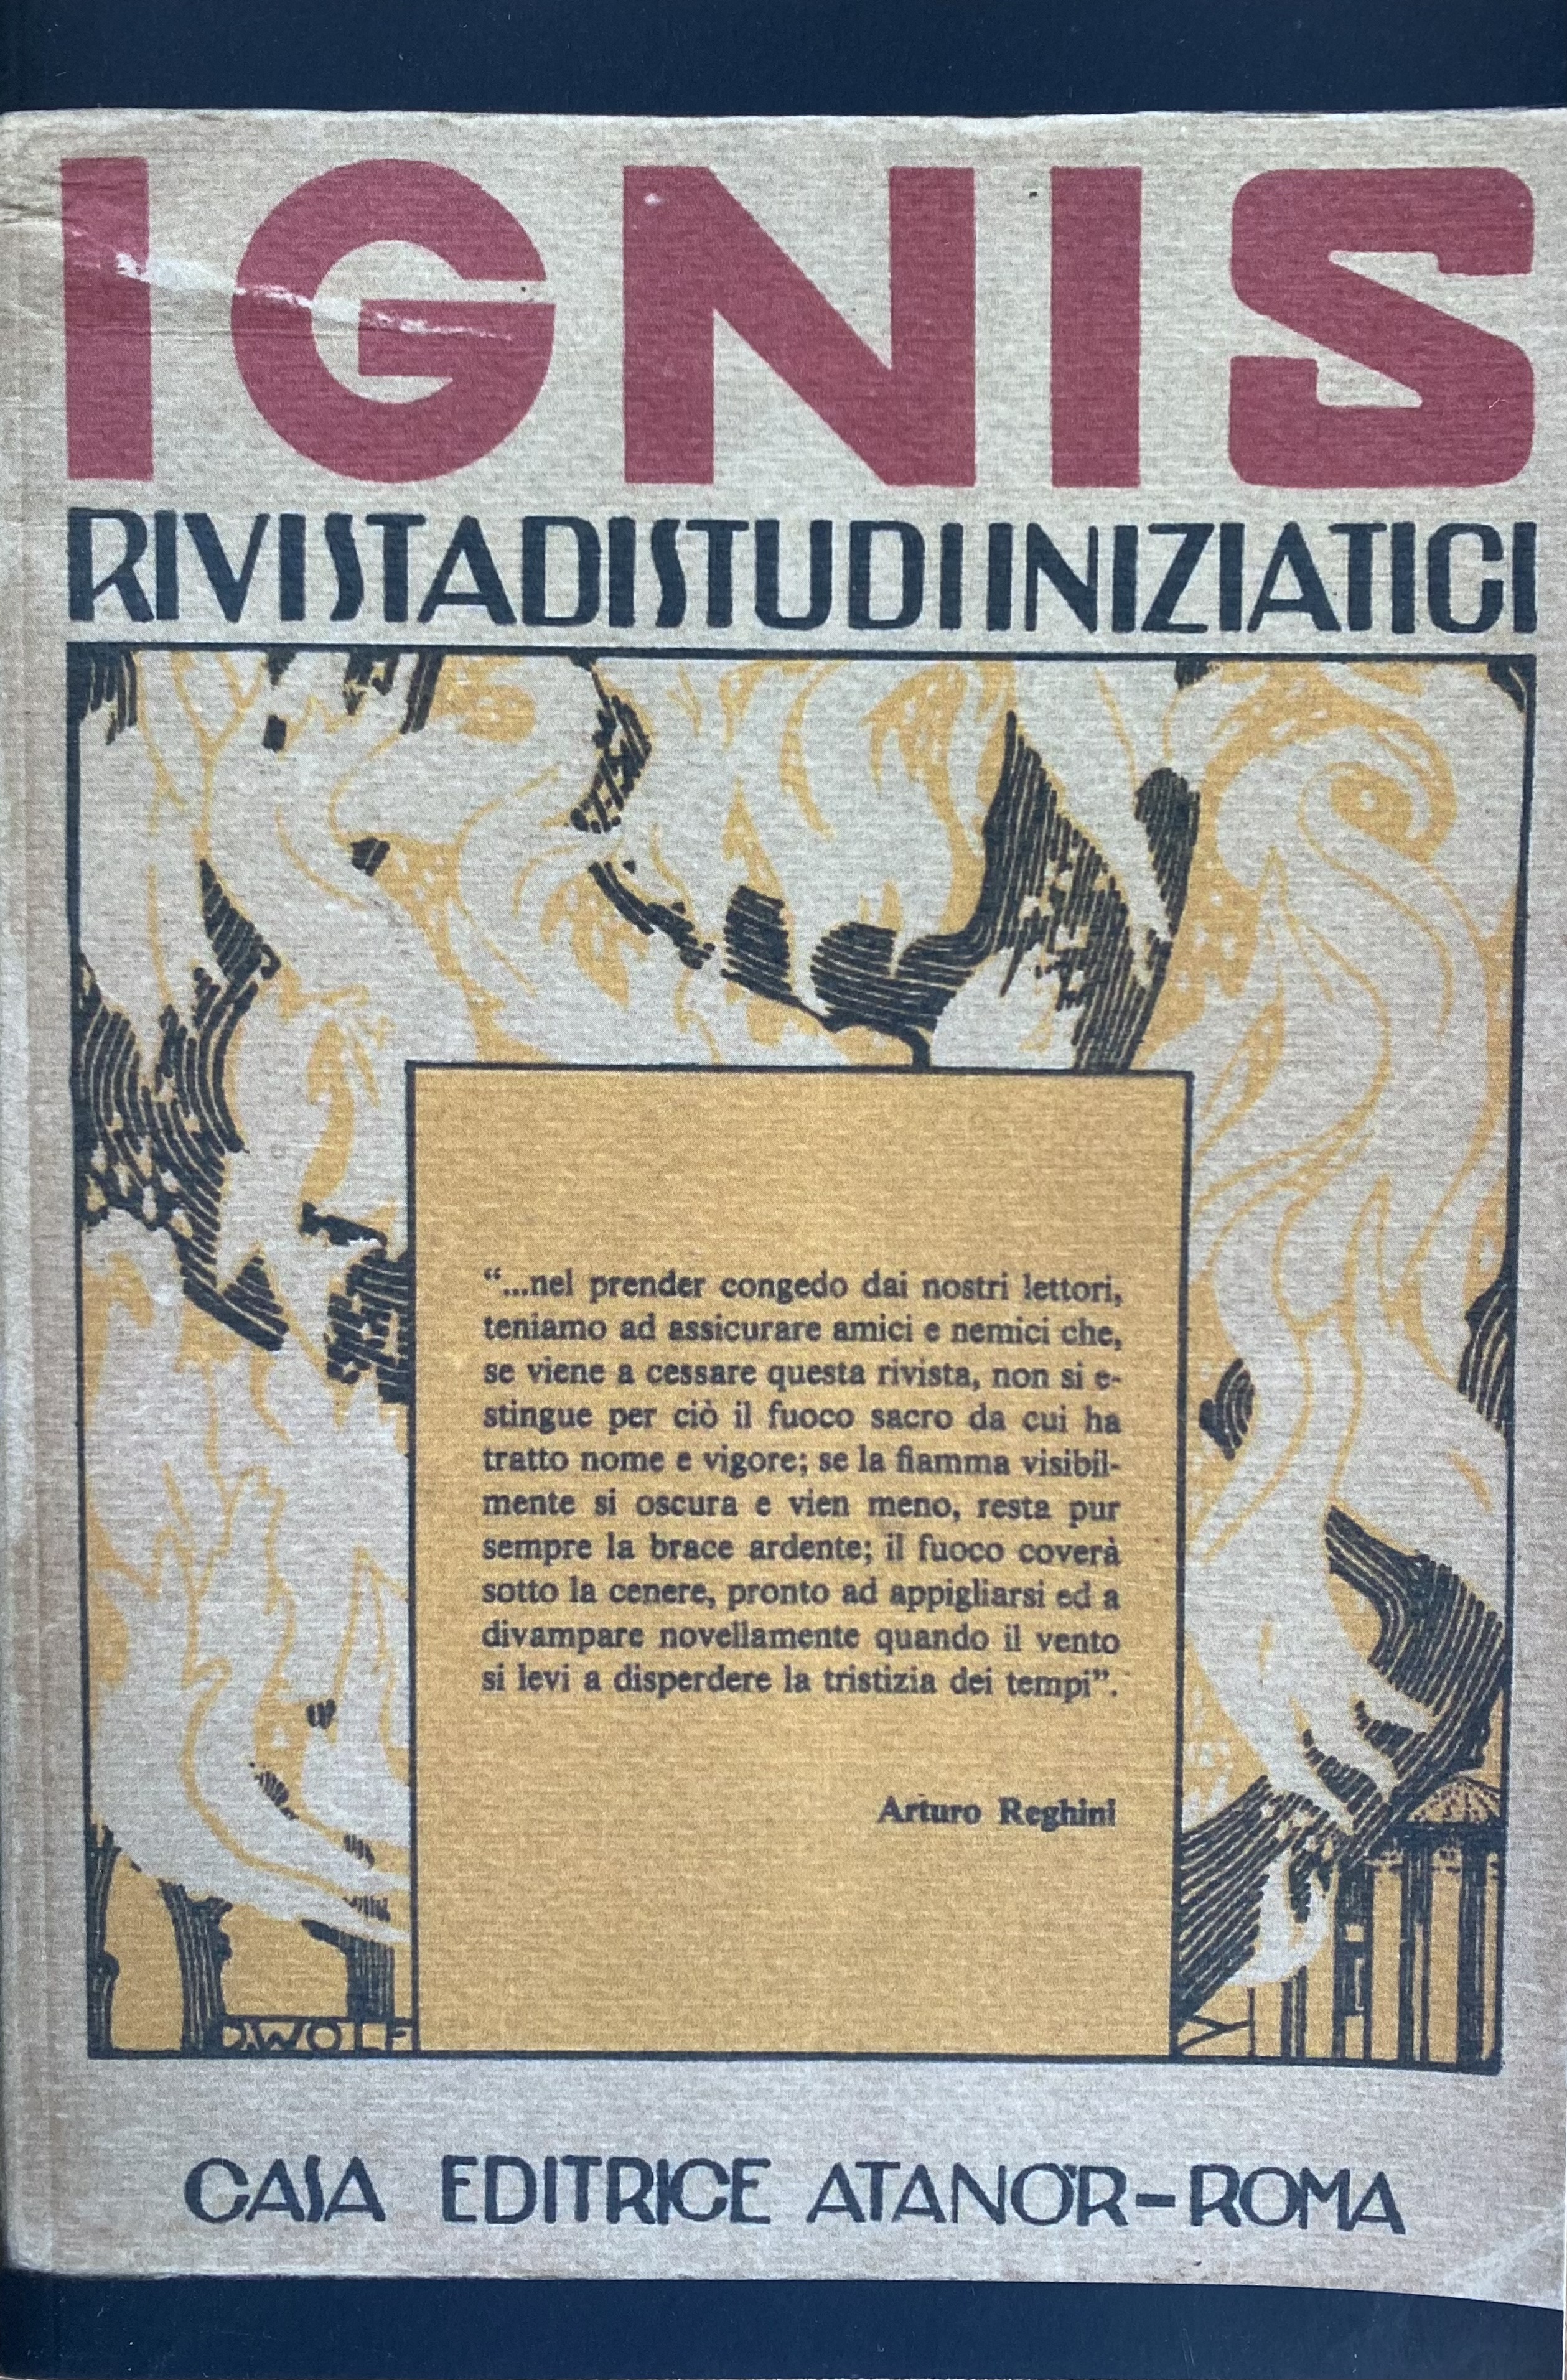 IGNIS
RIVISTA DI STUDI INIZIATICI
“...nel prender congedo dai nostri lettori,
teniamo ad assicurare amici e nemici che,
se viene a cessare questa rivista, non si e-
stingue per ciò il fuoco sacro da cui ha
tratto nome e vigore; se la fiamma visibil-
mente si oscura e vien meno, resta pur
sempre la brace ardente; il fuoco coverà
sotto la cenere, pronto ad appigliarsi ed a
divampare novellamente quando il vento
si levi a disperdere la tristizia dei tempi”.
Arturo Reghini
D.WOLF
CASA EDITRICE ATANÒR-ROMA